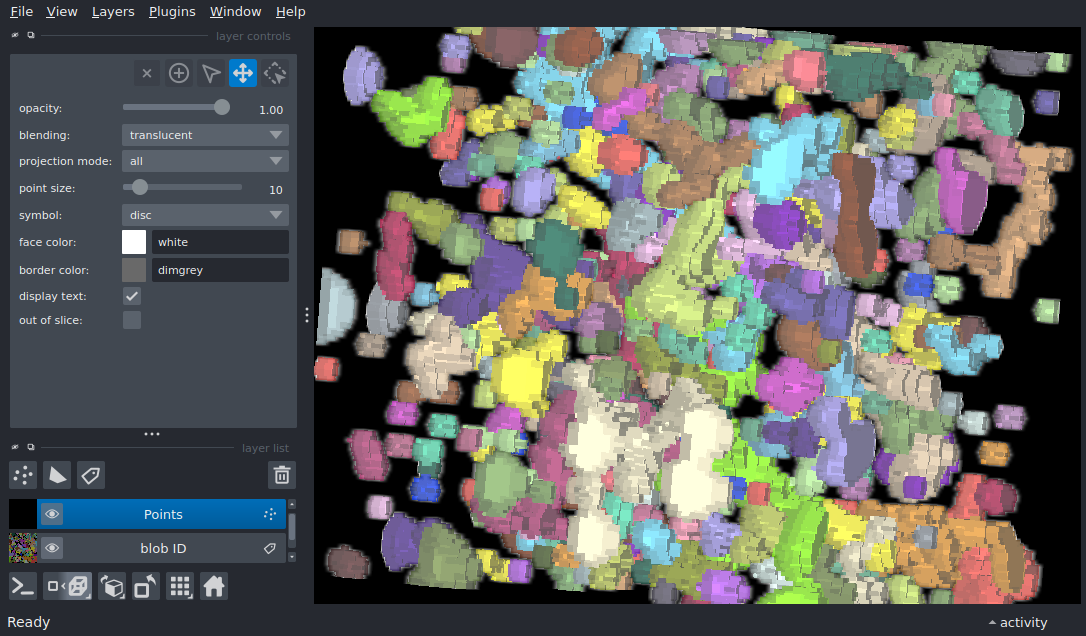 File View Layers Plugins Window Help
layer controls
opacity: 1.00
blending: translucent
projection mode: all
point size: 10
symbol: disc
face color: white
border color: dimgrey
display text:
out of slice:
layer list
Points
blob ID
Ready
activity